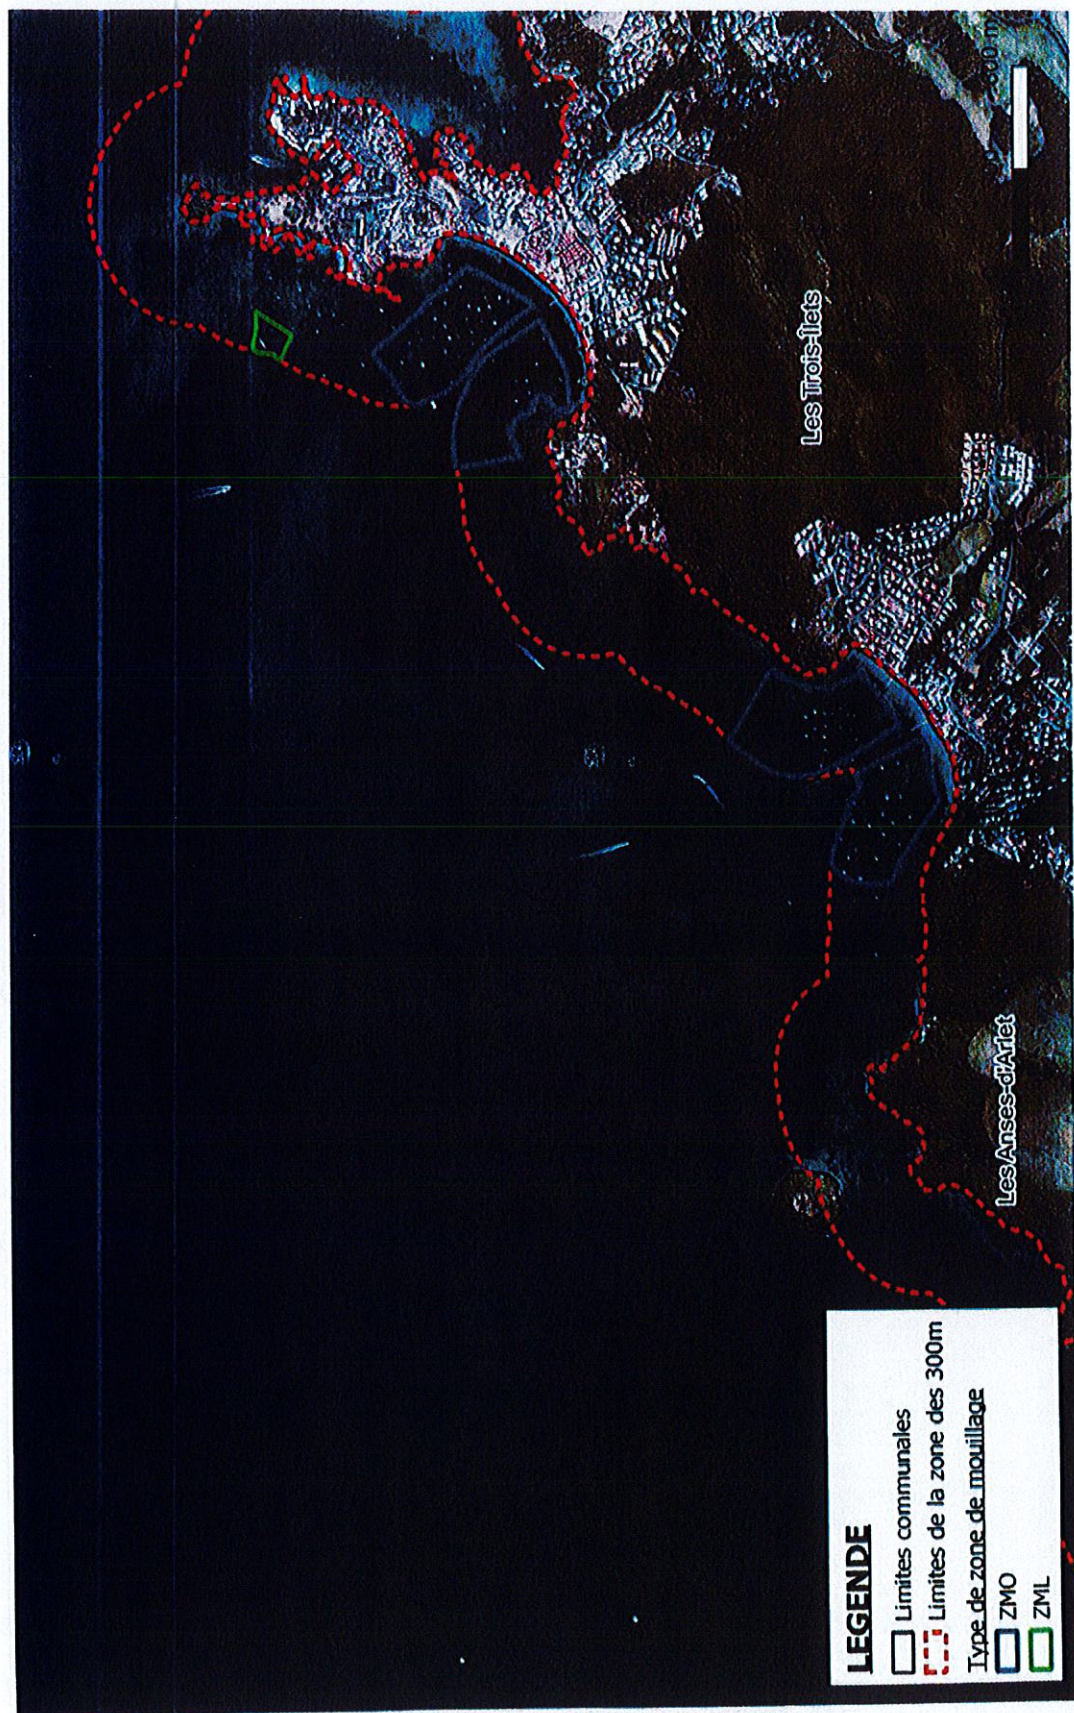 Les Trois-Îlets
Les Anses-d'Arlet
LEGENDE
Limites communales
Limites de la zone des 300m
Type de zone de mouillage
ZMO
ZML